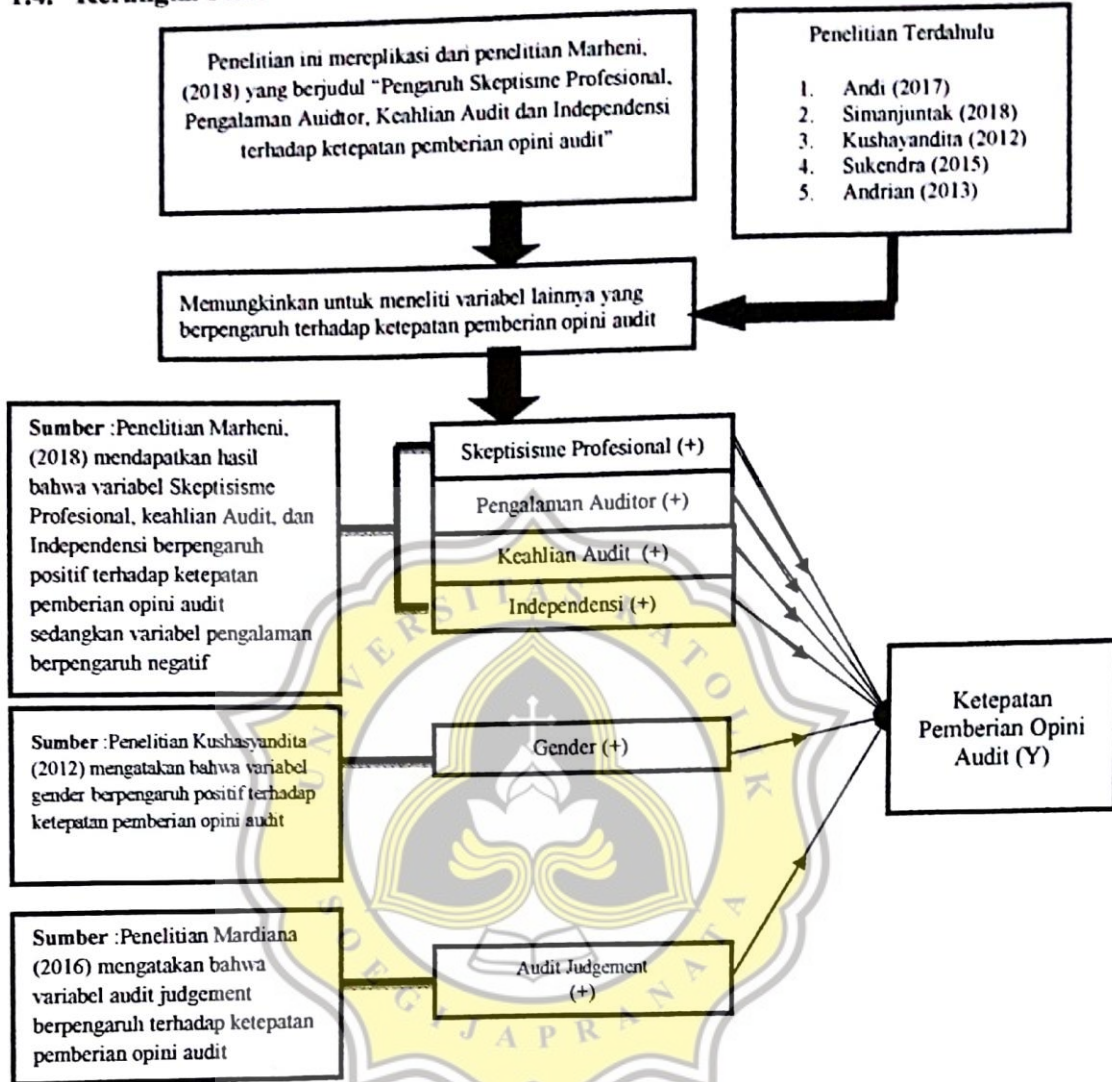 1.4.
Penelitian ini mereplikasi dari penelitian Marheni,
(2018) yang berjudul “Pengaruh Skeptisme Profesional,
Pengalaman Auidtor, Keahlian Audit dan Independensi
terhadap ketepatan pemberian opini audit”
Penelitian Terdahulu
1. Andi (2017)
2. Simanjuntak (2018)
3. Kushayandita (2012)
4. Sukendra (2015)
5. Andrian (2013)
Memungkinkan untuk meneliti variabel lainnya yang
berpengaruh terhadap ketepatan pemberian opini audit
Sumber :Penelitian Marheni,
(2018) mendapatkan hasil
bahwa variabel Skeptisisme
Profesional, keahlian Audit, dan
Independensi berpengaruh
positif terhadap ketepatan
pemberian opini audit
sedangkan variabel pengalaman
berpengaruh negatif
Skeptisisme Profesional (+)
Pengalaman Auditor (+)
Keahlian Audit (+)
Independensi (+)
Ketepatan
Pemberian Opini
Audit (Y)
Sumber :Penelitian Kushasyandita
(2012) mengatakan bahwa variabel
gender berpengaruh positif terhadap
ketepatan pemberian opini audit
Gender (+)
Sumber :Penelitian Mardiana
(2016) mengatakan bahwa
variabel audit judgement
berpengaruh terhadap ketepatan
pemberian opini audit
Audit Judgement
(+)
UNIVERSITAS KATOLIK
SOEGIJAPRANATA